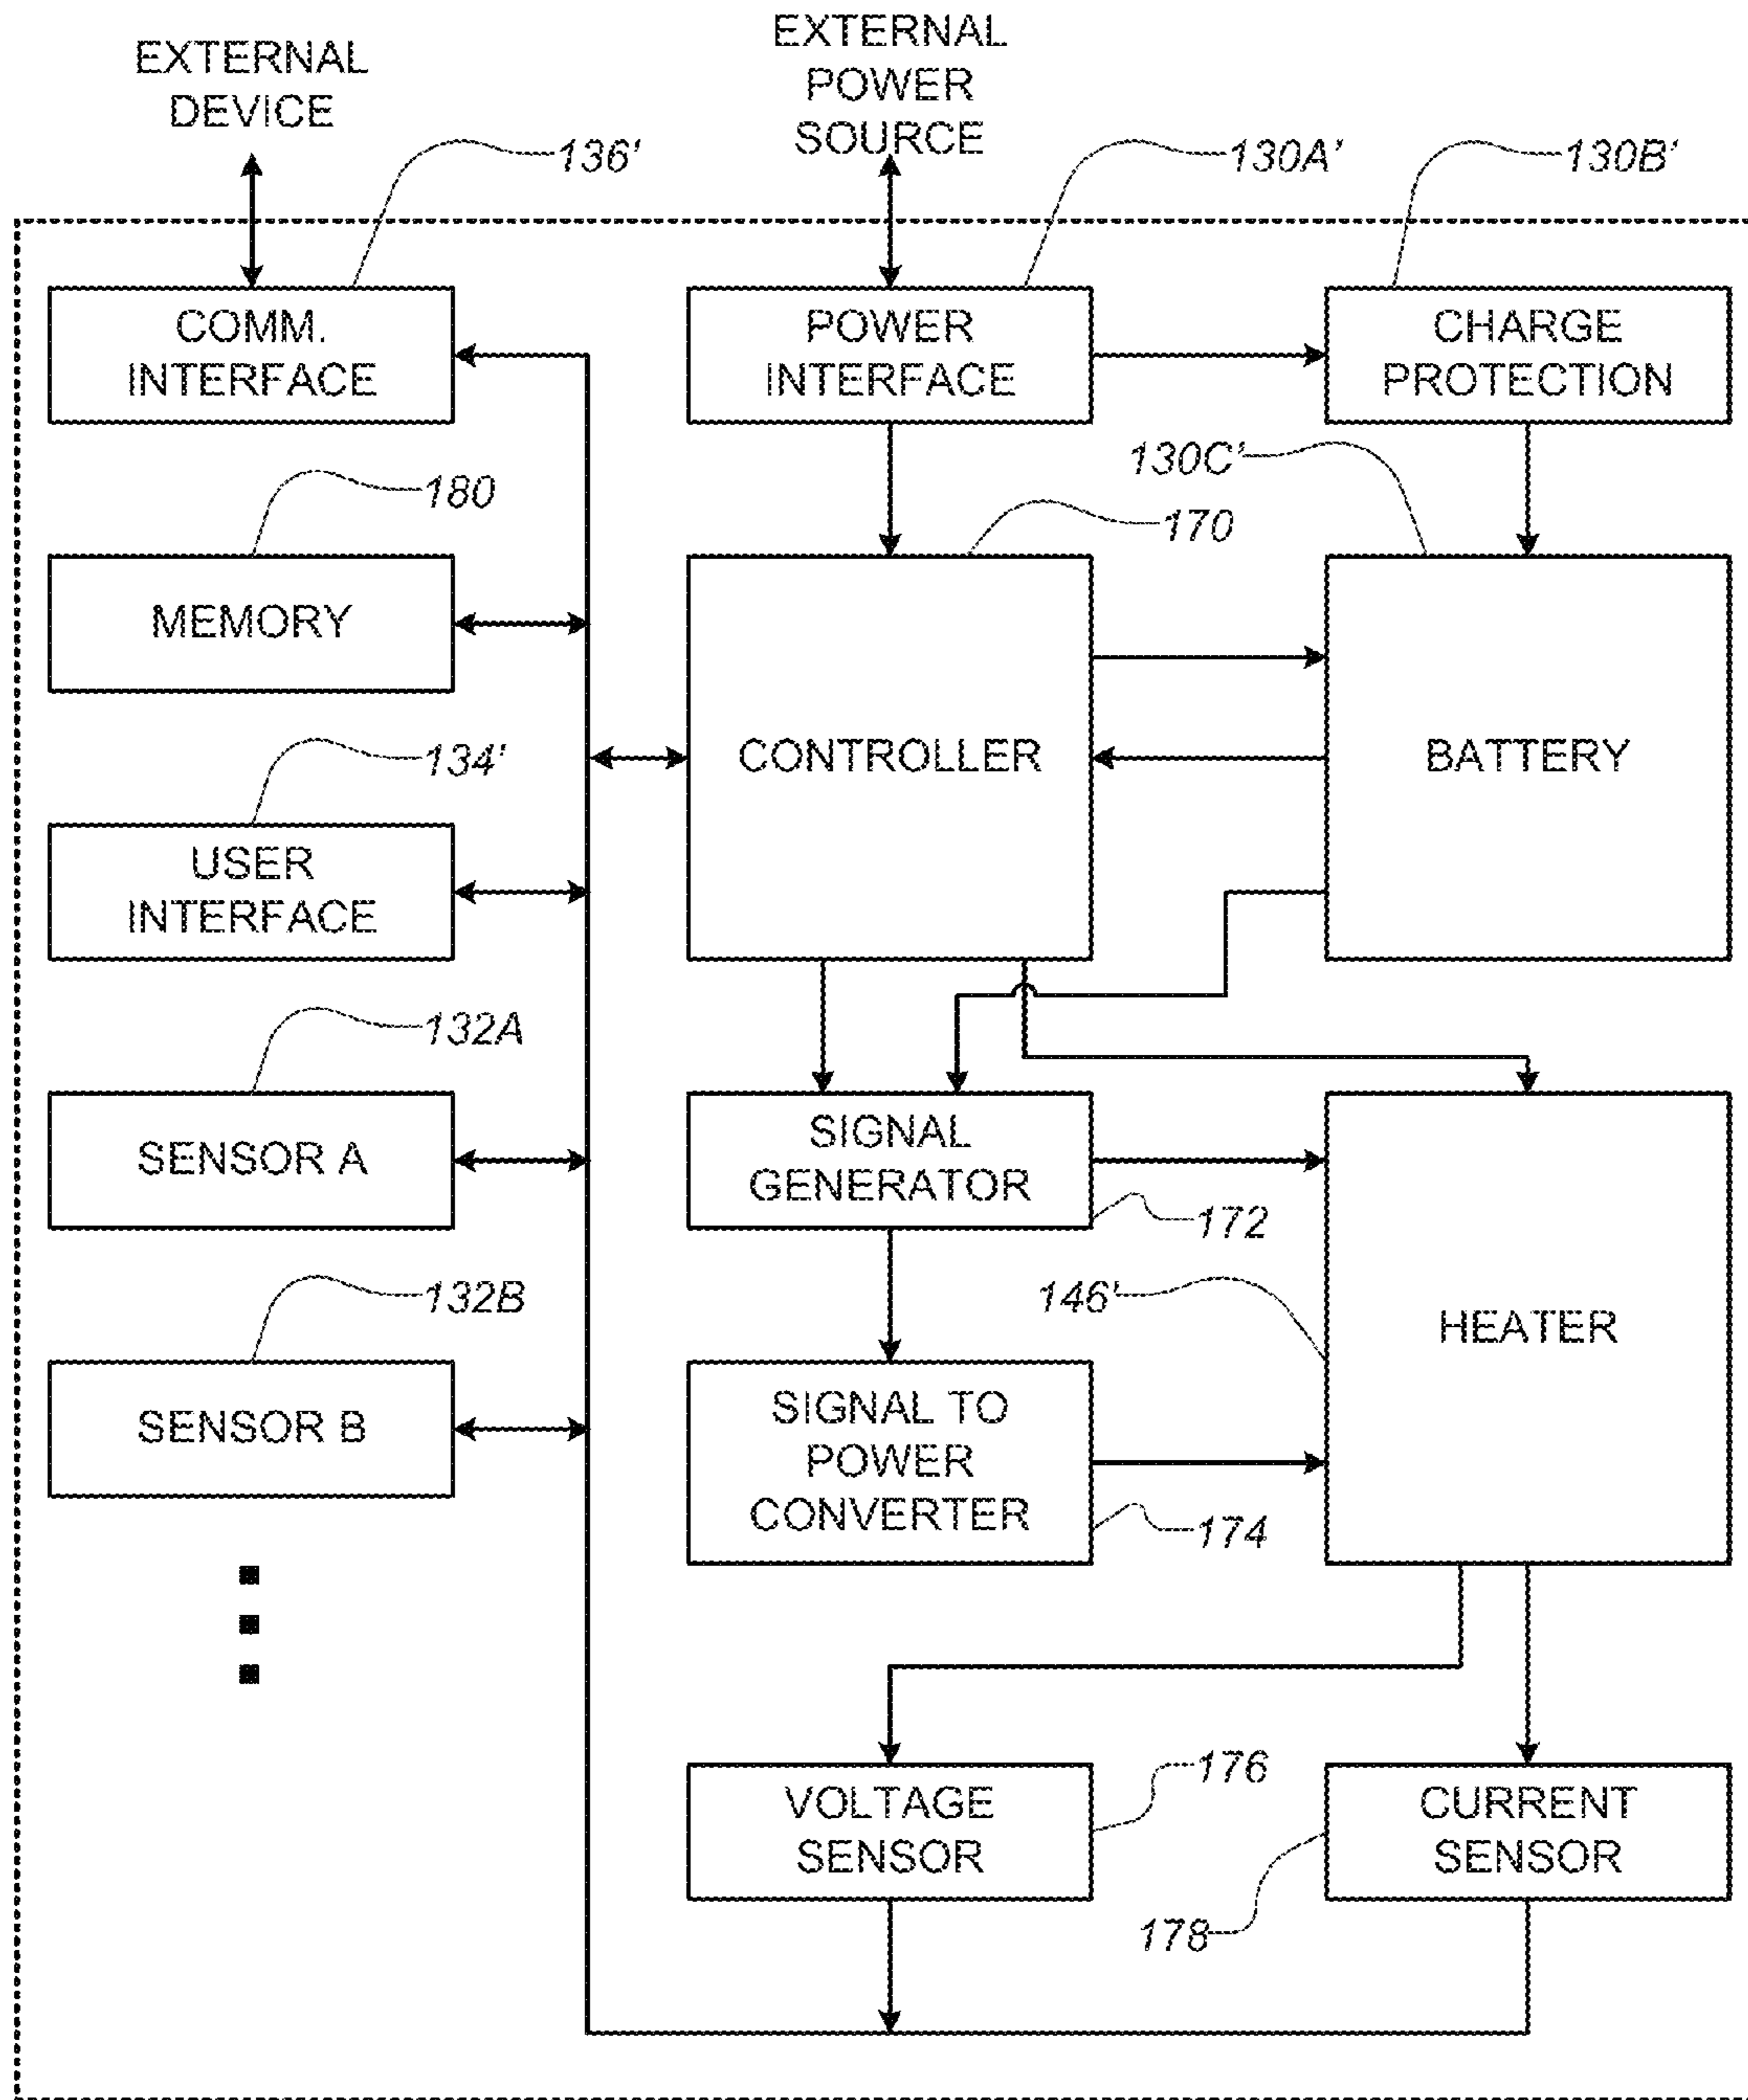 EXTERNAL
DEVICE
EXTERNAL
POWER
SOURCE
136'
130A'
130B'
COMM.
INTERFACE
POWER
INTERFACE
CHARGE
PROTECTION
180
130C'
170
MEMORY
CONTROLLER
BATTERY
134'
USER
INTERFACE
132A
SENSOR A
SIGNAL
GENERATOR
172
132B
146'
HEATER
SENSOR B
SIGNAL TO
POWER
CONVERTER
174
176
VOLTAGE
SENSOR
CURRENT
SENSOR
178